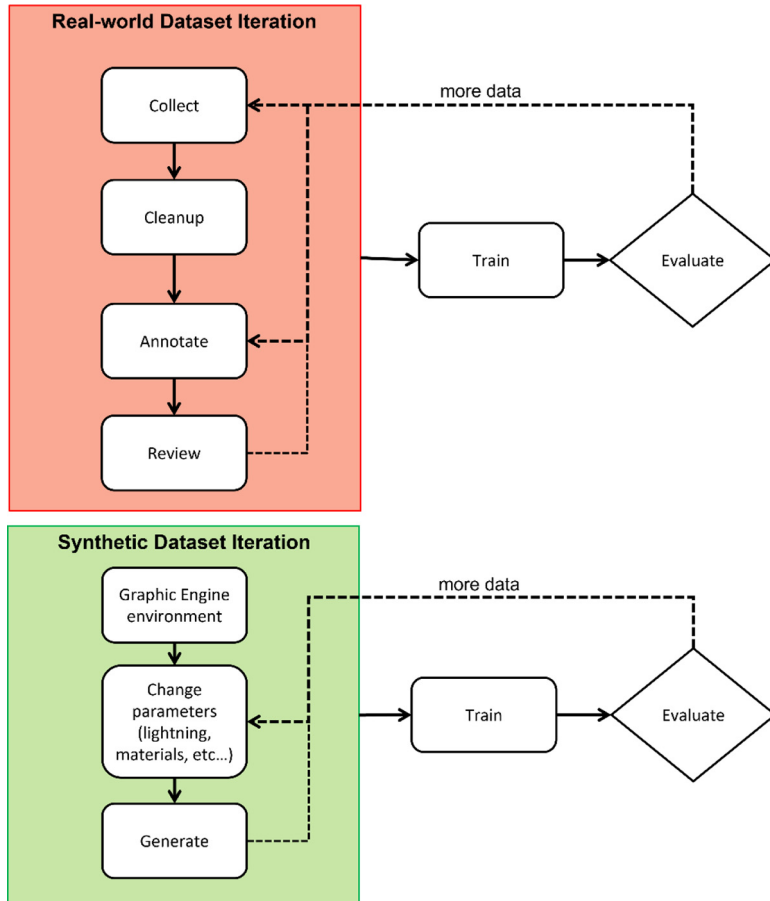 Real-world Dataset Iteration
Collect
more data
Cleanup
Train
Evaluate
Annotate
Review
Synthetic Dataset Iteration
Graphic Engine
environment
more data
Change
parameters
(lightning,
materials, etc...)
Train
Evaluate
Generate